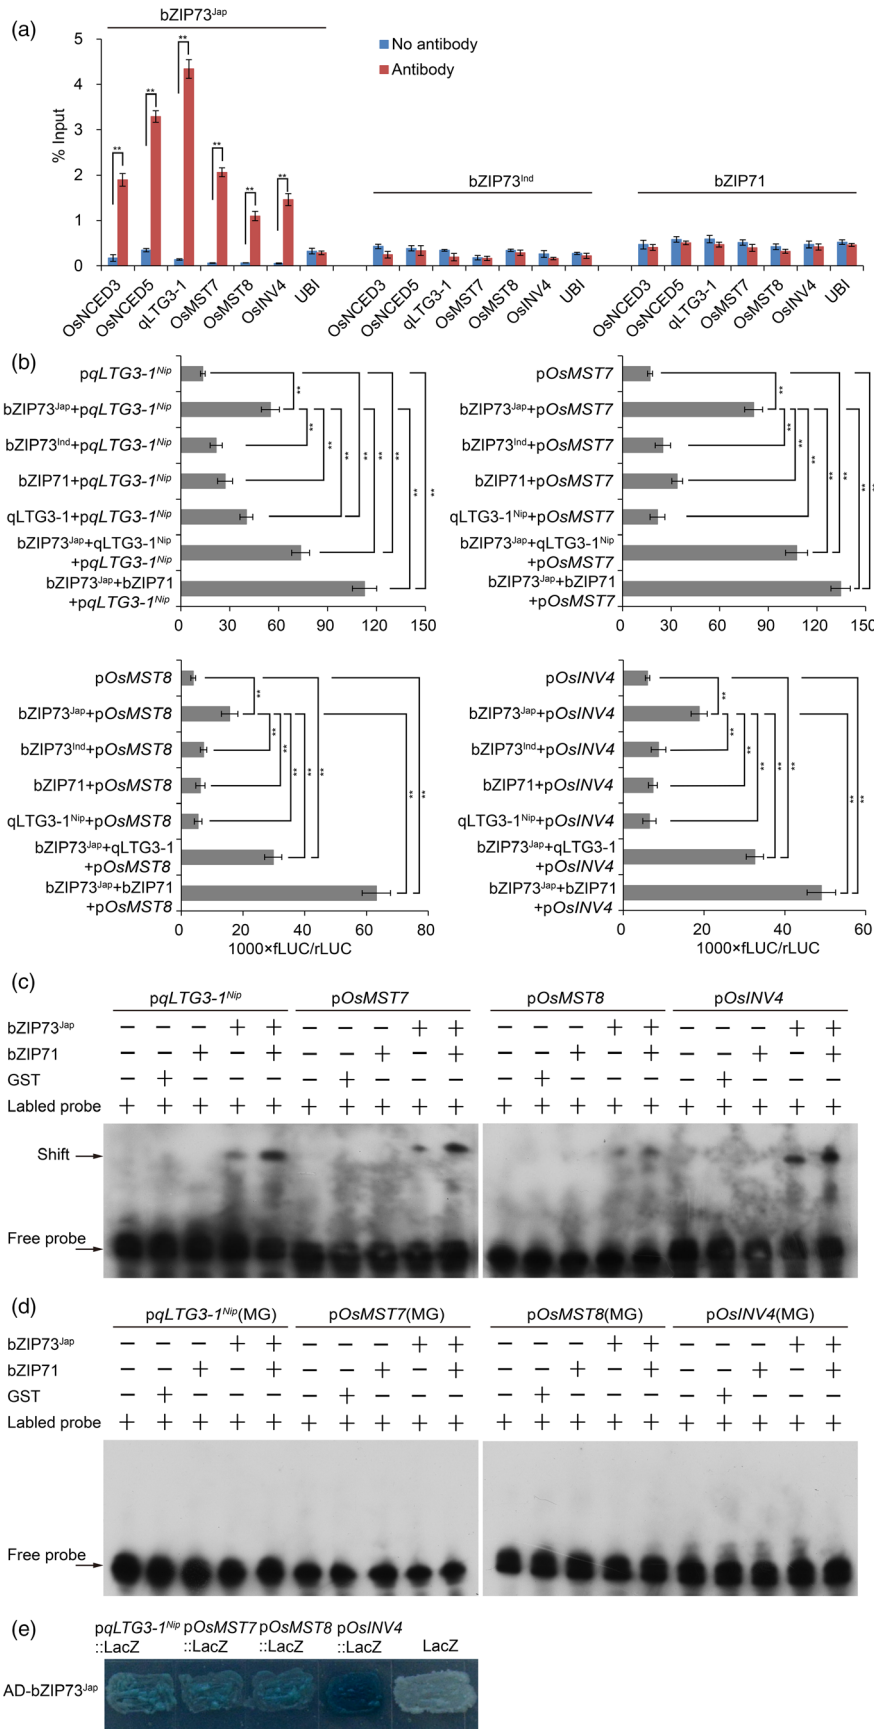 (a)
bZIP73Jap
No antibody
Antibody
% Input
5
4
3
2
1
0
** ** ** ** ** **
bZIP73Ind
bZIP71
OsNCED3 OsNCED5 qLTG3-1 OsMST7 OsMST8 OsINV4 UBI
OsNCED3 OsNCED5 qLTG3-1 OsMST7 OsMST8 OsINV4 UBI
OsNCED3 OsNCED5 qLTG3-1 OsMST7 OsMST8 OsINV4 UBI
(b)
pqLTG3-1Nip
bZIP73Jap+pqLTG3-1Nip
bZIP73Ind+pqLTG3-1Nip
bZIP71+pqLTG3-1Nip
qLTG3-1+pqLTG3-1Nip
bZIP73Jap+qLTG3-1Nip
+pqLTG3-1Nip
bZIP73Jap+bZIP71
+pqLTG3-1Nip
** ** ** ** ** ** ** **
0 30 60 90 120 150
pOsMST7
bZIP73Jap+pOsMST7
bZIP73Ind+pOsMST7
bZIP71+pOsMST7
qLTG3-1Nip+pOsMST7
bZIP73Jap+qLTG3-1Nip
+pOsMST7
bZIP73Jap+bZIP71
+pOsMST7
** ** ** ** ** ** ** **
0 30 60 90 120 150
pOsMST8
bZIP73Jap+pOsMST8
bZIP73Ind+pOsMST8
bZIP71+pOsMST8
qLTG3-1Nip+pOsMST8
bZIP73Jap+qLTG3-1
+pOsMST8
bZIP73Jap+bZIP71
+pOsMST8
** ** ** ** ** ** ** **
0 20 40 60 80
1000×fLUC/rLUC
pOsINV4
bZIP73Jap+pOsINV4
bZIP73Ind+pOsINV4
bZIP71+pOsINV4
qLTG3-1Nip+pOsINV4
bZIP73Jap+qLTG3-1
+pOsINV4
bZIP73Jap+bZIP71
+pOsINV4
** ** ** ** ** ** ** **
0 20 40 60
1000×fLUC/rLUC
(c)
pqLTG3-1Nip pOsMST7 pOsMST8 pOsINV4
bZIP73Jap − − − + + − − − + + − − − + + − − − + +
bZIP71 − − + − + − − + − + − − + − + − − + − +
GST − + − − − − + − − − − + − − − − + − − −
Labled probe + + + + + + + + + + + + + + + + + + + +
Shift
Free probe
(d)
pqLTG3-1Nip(MG) pOsMST7(MG) pOsMST8(MG) pOsINV4(MG)
bZIP73Jap − − − + + − − − + + − − − + + − − − + +
bZIP71 − − + − + − − + − + − − + − + − − + − +
GST − + − − − − + − − − − + − − − − + − − −
Labled probe + + + + + + + + + + + + + + + + + + + +
Free probe
(e)
pqLTG3-1Nip pOsMST7 pOsMST8 pOsINV4
::LacZ ::LacZ ::LacZ ::LacZ LacZ
AD-bZIP73Jap